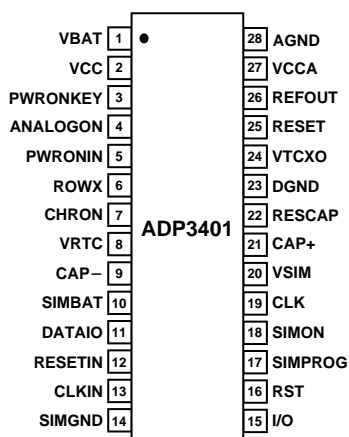 VBAT 1 28 AGND
VCC 2 27 VCCA
PWRONKEY 3 26 REFOUT
ANALOGON 4 25 RESET
PWRONIN 5 24 VTCXO
ROWX 6 23 DGND
CHRON 7 ADP3401 22 RESCAP
VRTC 8 21 CAP+
CAP− 9 20 VSIM
SIMBAT 10 19 CLK
DATAIO 11 18 SIMON
RESETIN 12 17 SIMPROG
CLKIN 13 16 RST
SIMGND 14 15 I/O